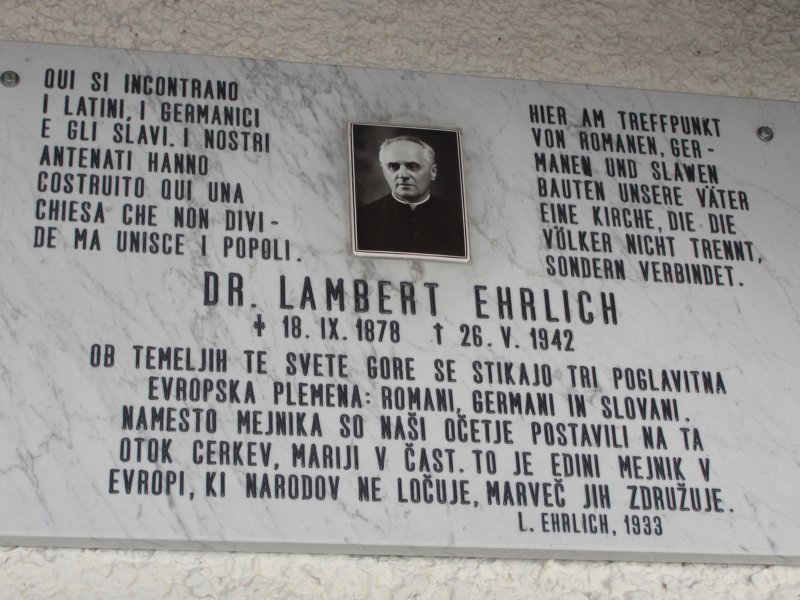 QUI SI INCONTRANO
I LATINI, I GERMANICI
E GLI SLAVI. I NOSTRI
ANTENATI HANNO
COSTRUITO QUI UNA
CHIESA CHE NON DIVI-
DE MA UNISCE I POPOLI.
HIER AM TREFFPUNKT
VON ROMANEN, GER-
MANEN UND SLAWEN
BAUTEN UNSERE VÄTER
EINE KIRCHE, DIE DIE
VÖLKER NICHT TRENNT,
SONDERN VERBINDET.
DR. LAMBERT EHRLICH
* 18. IX. 1878 † 26. V. 1942
OB TEMELJIH TE SVETE GORE SE STIKAJO TRI POGLAVITNA
EVROPSKA PLEMENA: ROMANI, GERMANI IN SLOVANI.
NAMESTO MEJNIKA SO NAŠI OČETJE POSTAVILI NA TA
OTOK CERKEV, MARIJI V ČAST. TO JE EDINI MEJNIK V
EVROPI, KI NARODOV NE LOČUJE, MARVEČ JIH ZDRUŽUJE.
L. EHRLICH, 1933